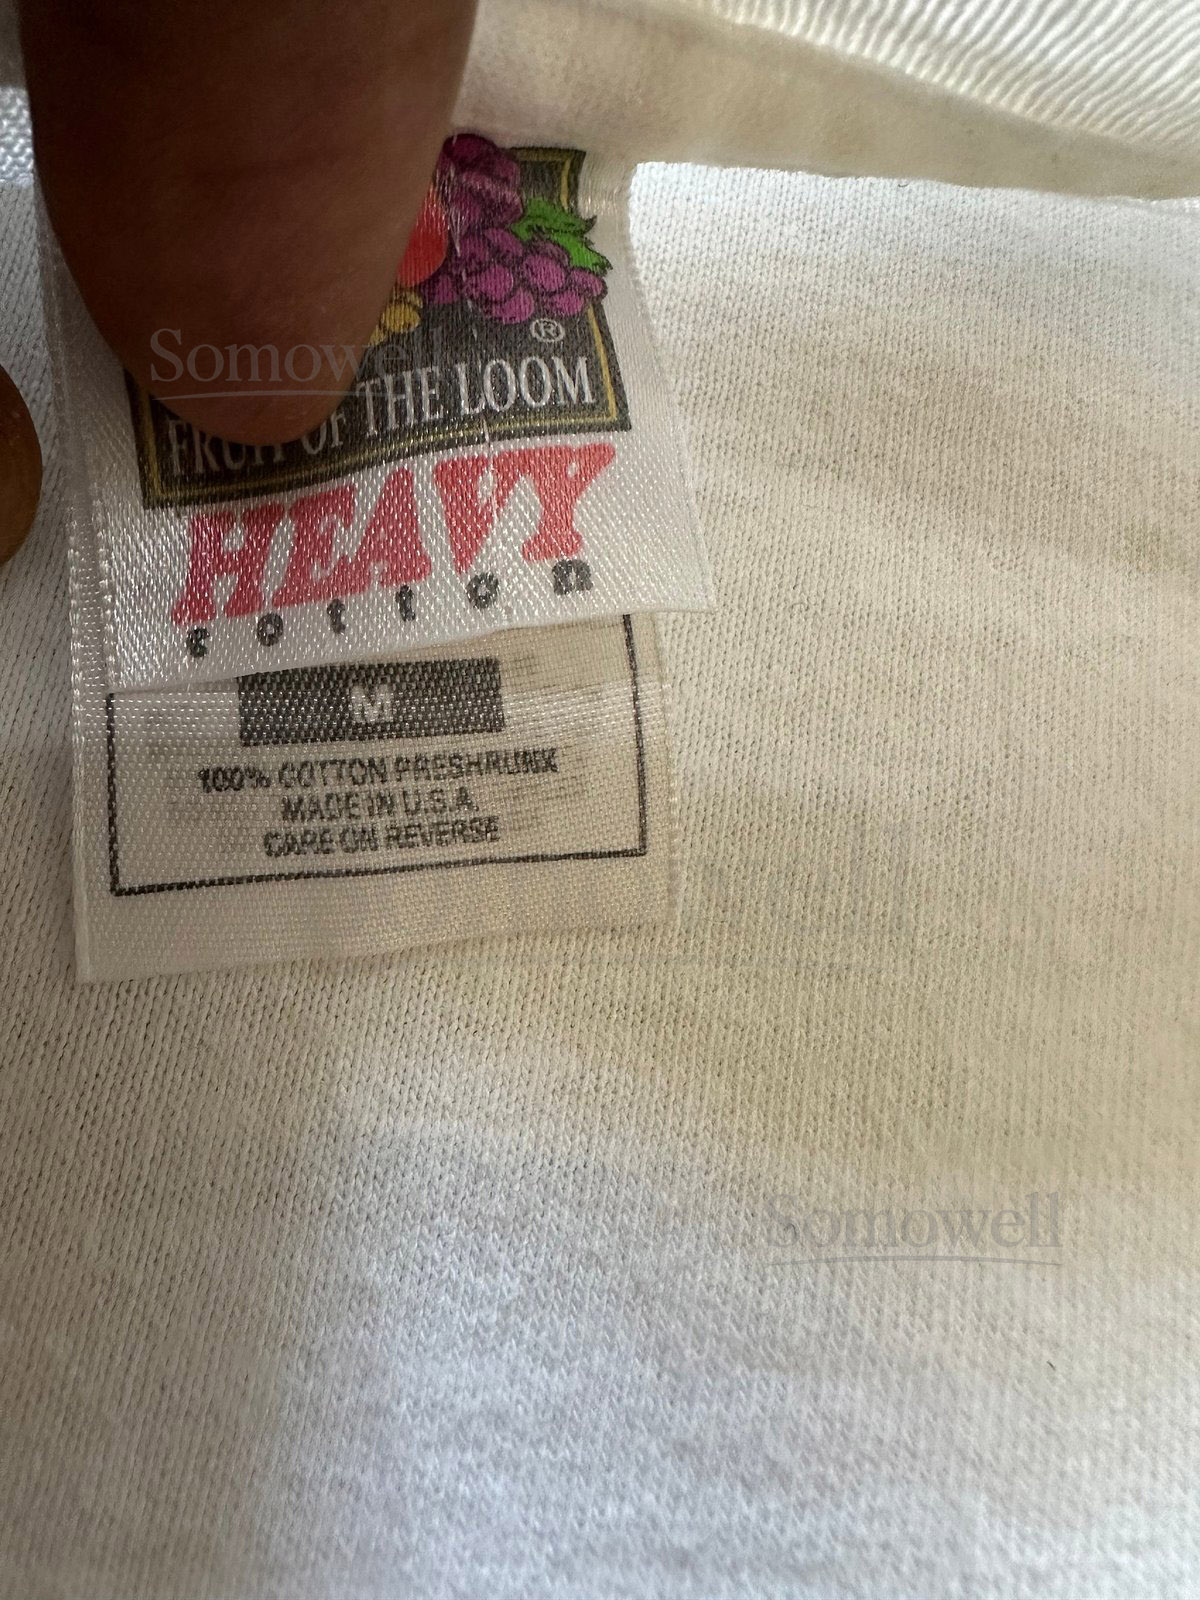 Somowell
®
FRUIT OF THE LOOM
HEAVY
cotton
M
100% COTTON PRESHRUNK
MADE IN U.S.A.
CARE ON REVERSE
Somowell